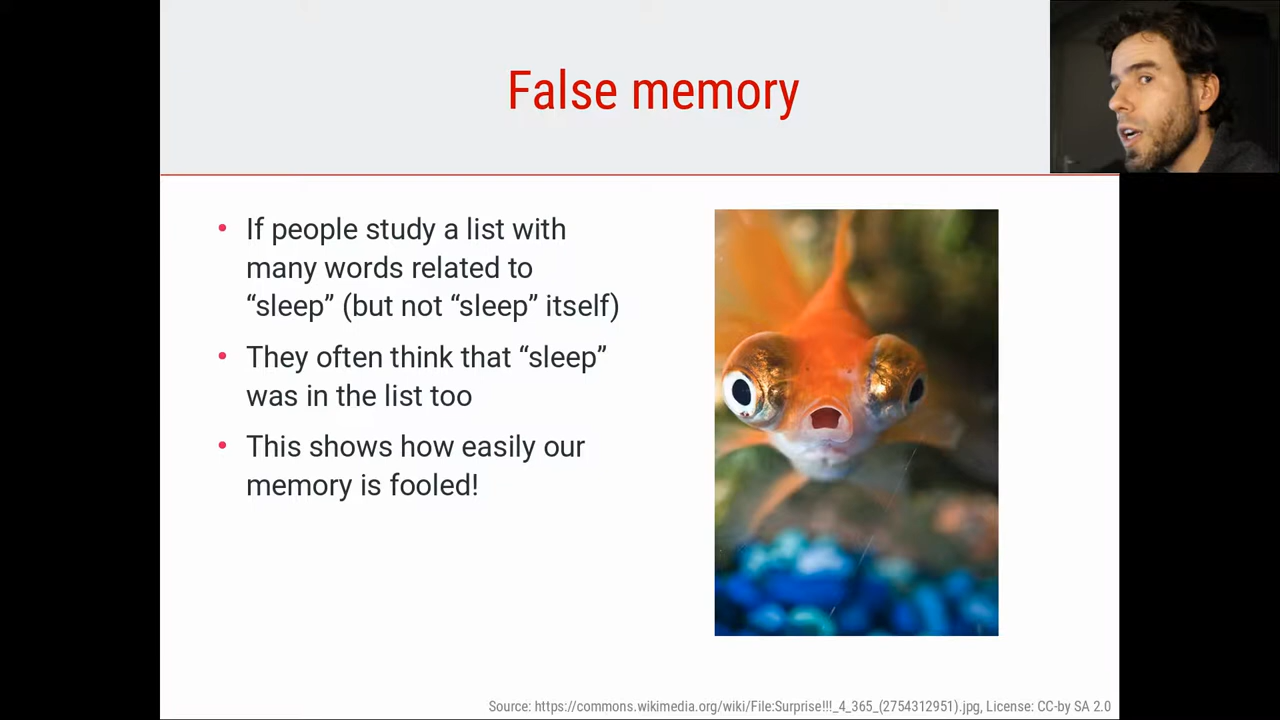 False memory
• If people study a list with
many words related to
“sleep” (but not “sleep” itself)
• They often think that “sleep”
was in the list too
• This shows how easily our
memory is fooled!
Source: https://commons.wikimedia.org/wiki/File:Surprise!!!_4_365_(2754312951).jpg, License: CC-by SA 2.0